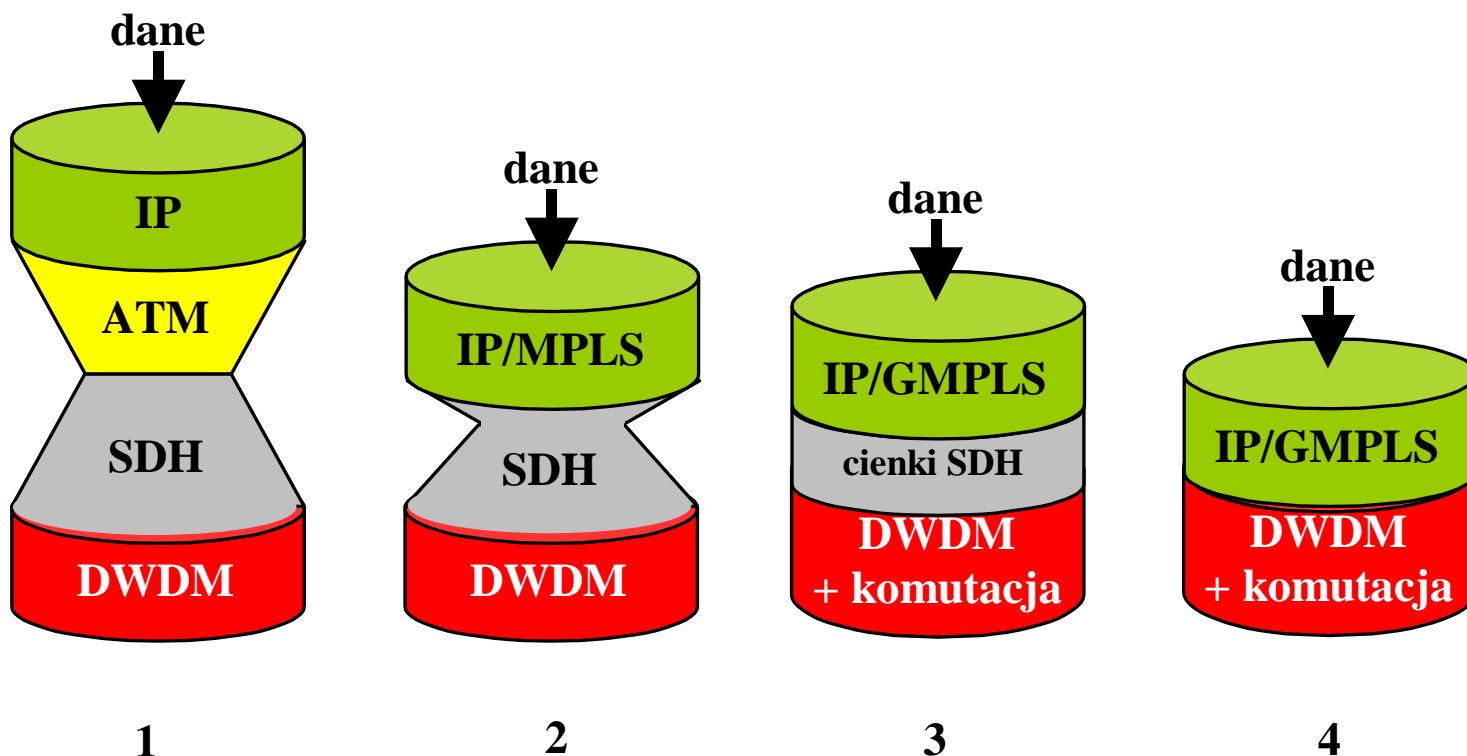 dane
IP
ATM
SDH
DWDM
1
dane
IP/MPLS
SDH
DWDM
2
dane
IP/GMPLS
cienki SDH
DWDM
+ komutacja
3
dane
IP/GMPLS
DWDM
+ komutacja
4